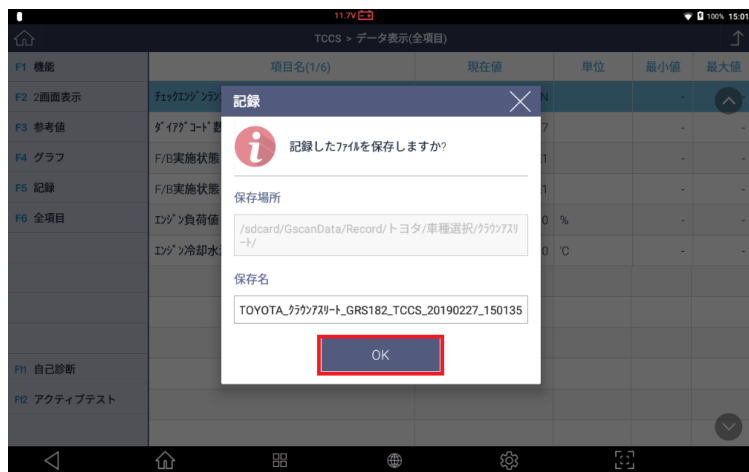 11.7V
100% 15:01
TCCS > データ表示(全項目)
F1 機能
項目名(1/6) 現在値 単位 最小値 最大値
F2 2画面表示
ﾁｪｯｸｴﾝｼﾞﾝﾗﾝ
N -
F3 参考値
ﾀﾞｲｱｸﾞｺｰﾄﾞ数
7 - -
F4 グラフ
F/B実施状態
1 - -
F5 記録
F/B実施状態
1 - -
F6 全項目
ｴﾝｼﾞﾝ負荷値
0 % - -
ｴﾝｼﾞﾝ冷却水
0 ℃ - -
F11 自己診断
F12 アクティブテスト
記録
記録したﾌｧｲﾙを保存しますか?
保存場所
/sdcard/GscanData/Record/トヨタ/車種選択/ｸﾗｳﾝｱｽﾘ
ｰﾄ/
保存名
TOYOTA_ｸﾗｳﾝｱｽﾘｰﾄ_GRS182_TCCS_20190227_150135
OK